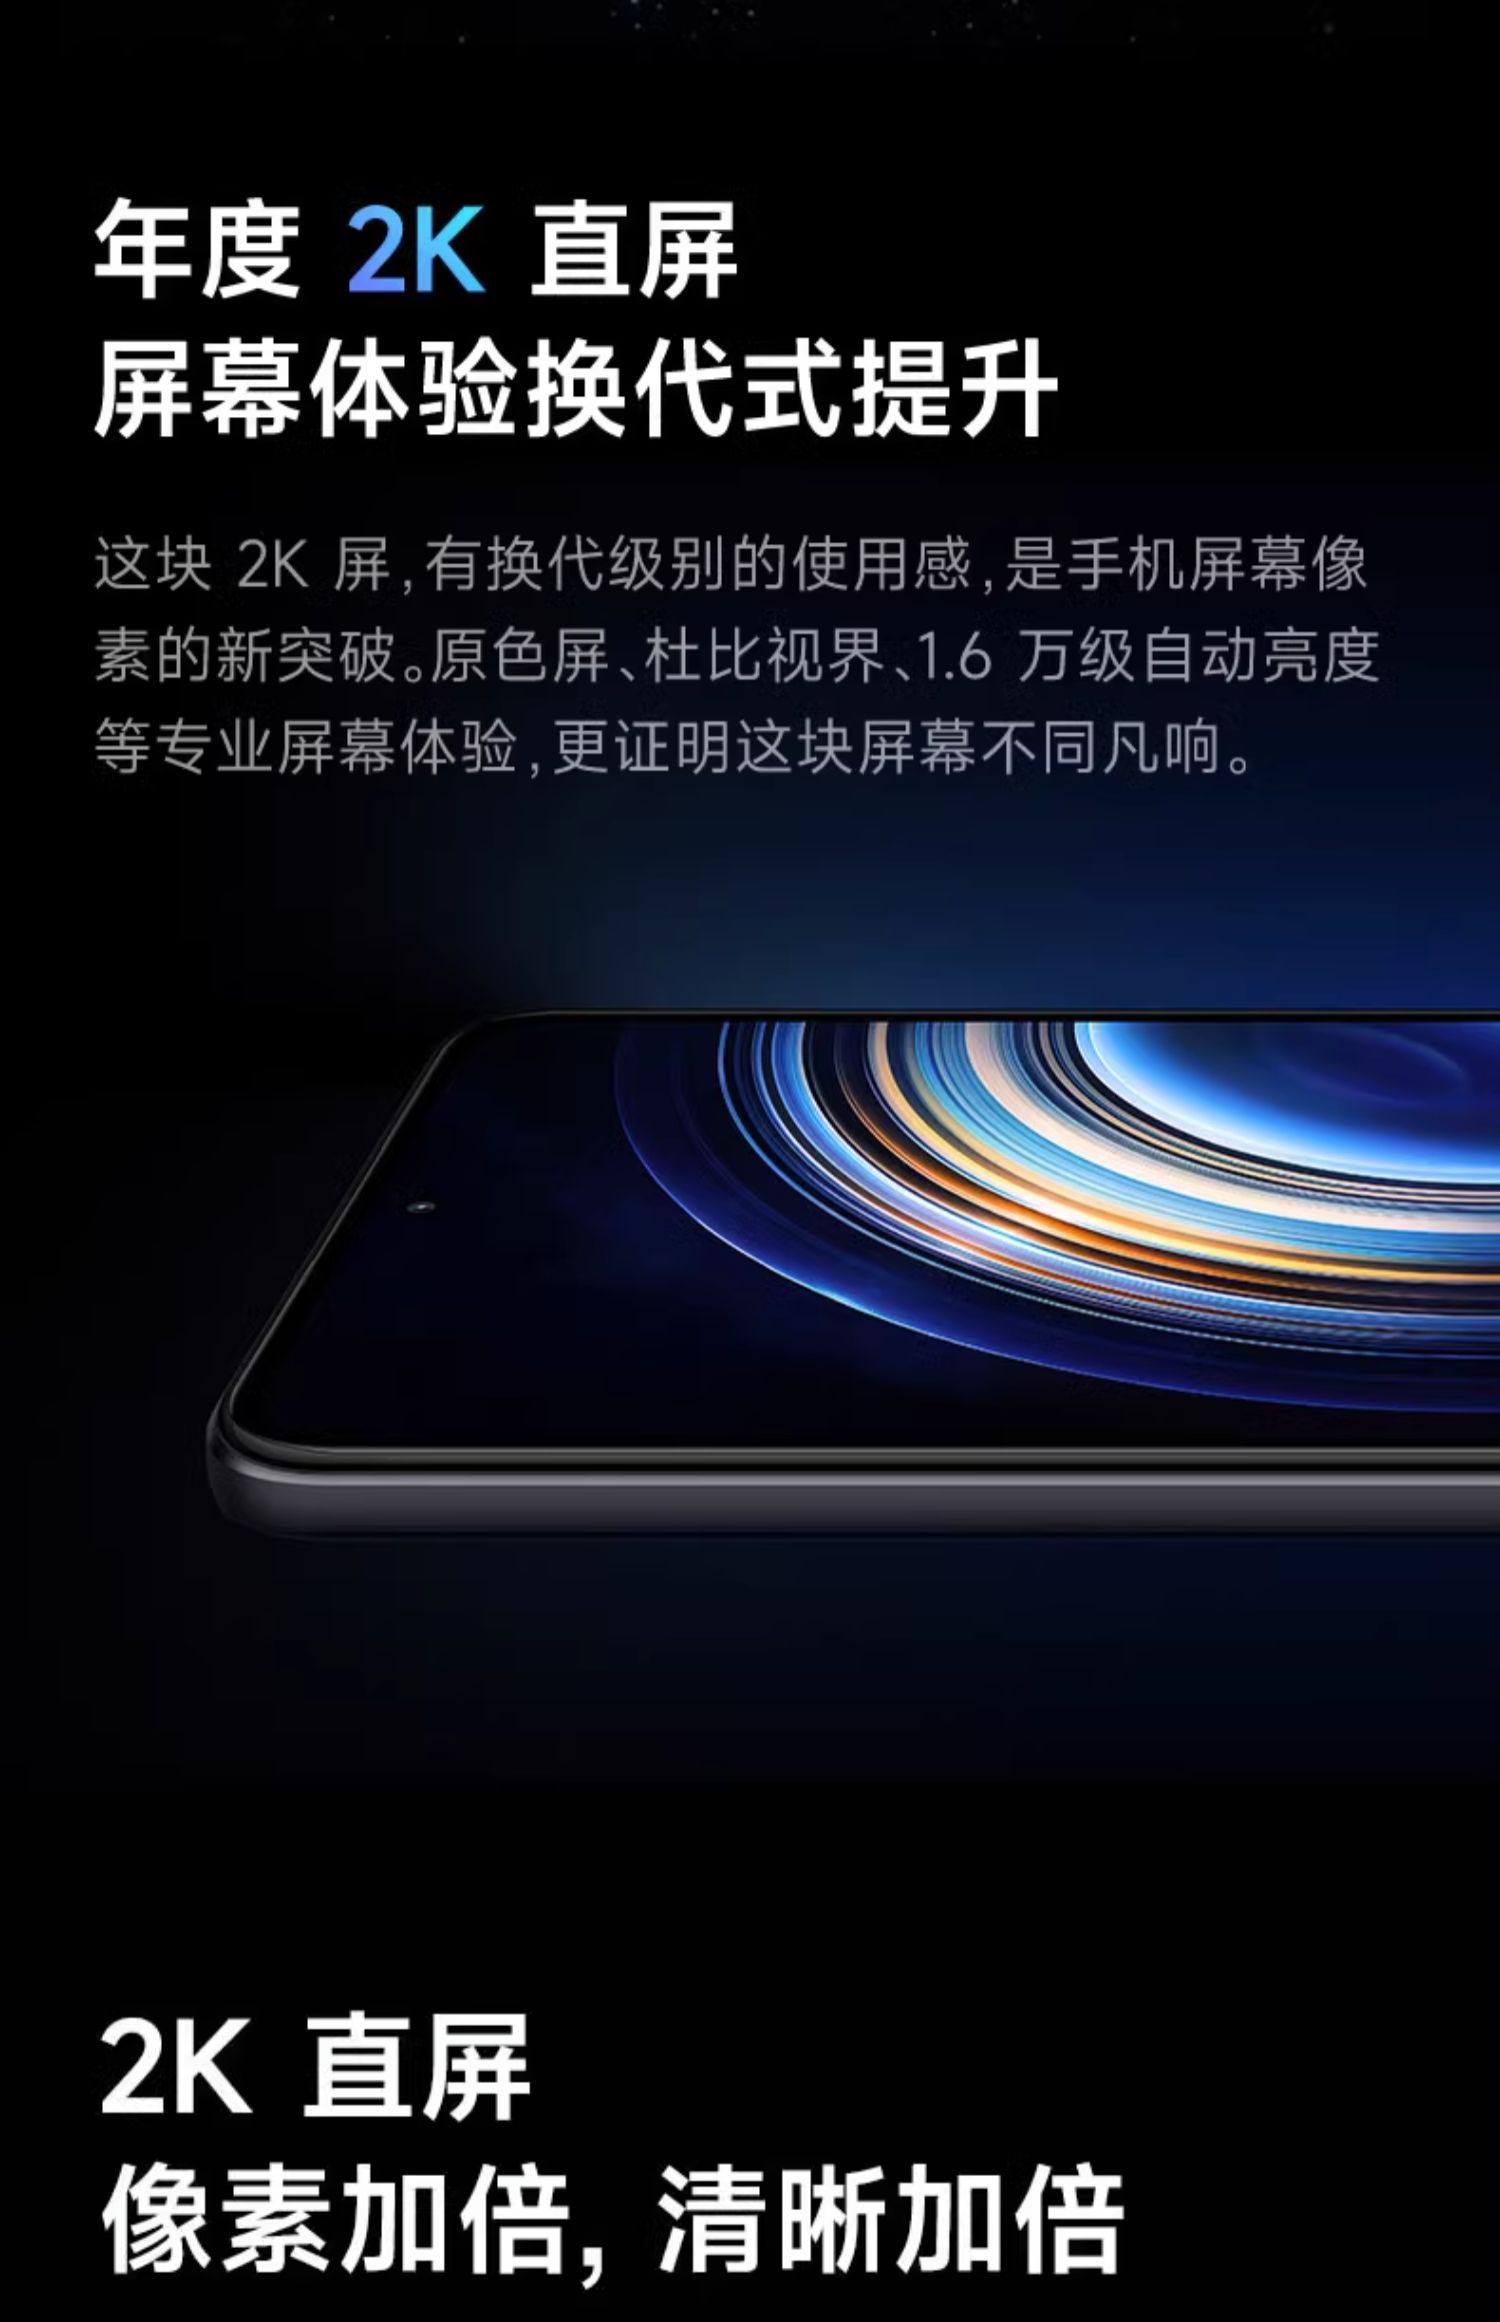 年度 2K 直屏
屏幕体验换代式提升
这块 2K 屏,有换代级别的使用感,是手机屏幕像
素的新突破。原色屏、杜比视界、1.6 万级自动亮度
等专业屏幕体验,更证明这块屏幕不同凡响。
2K 直屏
像素加倍, 清晰加倍